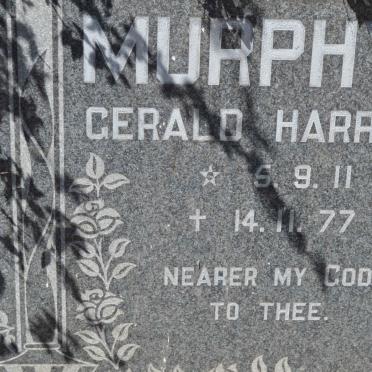 MURPH
GERALD HARR
☆ 5. 9. 11
† 14. 11. 77
NEARER MY GOD
TO THEE.